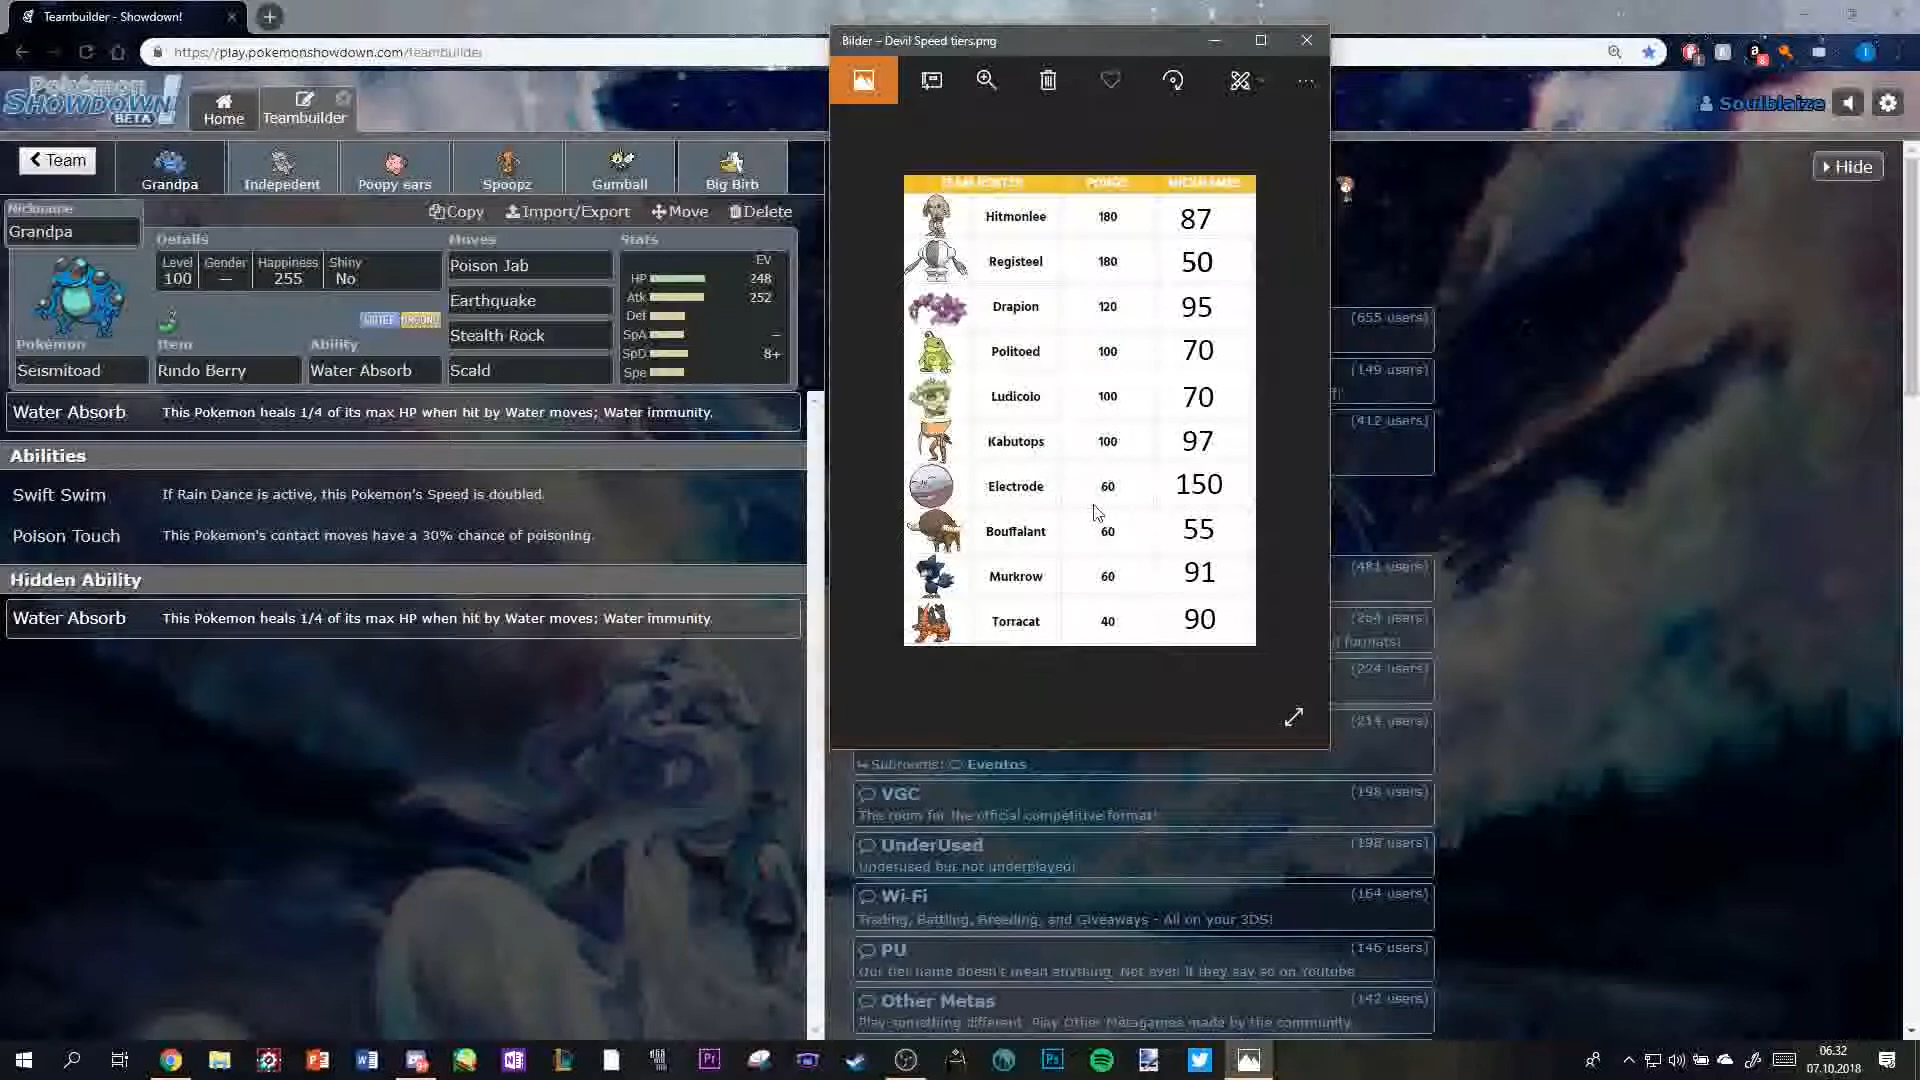 Teambuilder - Showdown!
https://play.pokemonshowdown.com/teambuilder
Pokémon
SHOWDOWN!
BETA
Home
Teambuilder
Soulblaize
Hide
Team
Grandpa
Indepedent
Poopy ears
Spoopz
Gumball
Big Birb
Copy
Import/Export
Move
Delete
Nickname
Grandpa
Details
Level
100
Gender
—
Happiness
255
Shiny
No
WATER GROUND
Pokémon
Seismitoad
Item
Rindo Berry
Ability
Water Absorb
Moves
Poison Jab
Earthquake
Stealth Rock
Scald
Stats
EV
HP 248
Atk 252
Def
SpA –
SpD 8+
Spe
Water Absorb This Pokemon heals 1/4 of its max HP when hit by Water moves; Water immunity.
Abilities
Swift Swim If Rain Dance is active, this Pokemon's Speed is doubled.
Poison Touch This Pokemon's contact moves have a 30% chance of poisoning.
Hidden Ability
Water Absorb This Pokemon heals 1/4 of its max HP when hit by Water moves; Water immunity.
Bilder – Devil Speed tiers.png
Hitmonlee 180 87
Registeel 180 50
Drapion 120 95
Politoed 100 70
Ludicolo 100 70
Kabutops 100 97
Electrode 60 150
Bouffalant 60 55
Murkrow 60 91
Torracat 40 90
(655 users)
(149 users)
(412 users)
(481 users)
(264 users)
formats)
(224 users)
(214 users)
Subrooms: Eventos
VGC (198 users)
The room for the official competitive format!
UnderUsed (198 users)
Underused but not underplayed!
Wi-Fi (164 users)
Trading, Battling, Breeding, and Giveaways - All on your 3DS!
PU (146 users)
Our tier name doesn't mean anything. Not even if they say so on Youtube
Other Metas (142 users)
Play something different. Play Other Metagames made by the community
06.32
07.10.2018